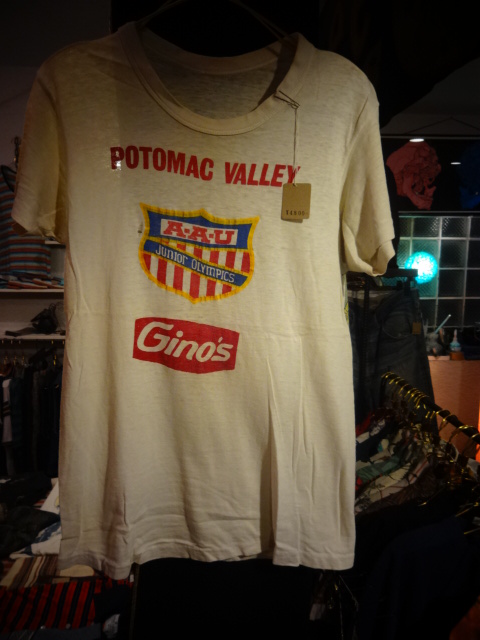 POTOMAC VALLEY
A·A·U
JUNIOR OLYMPICS
Gino's